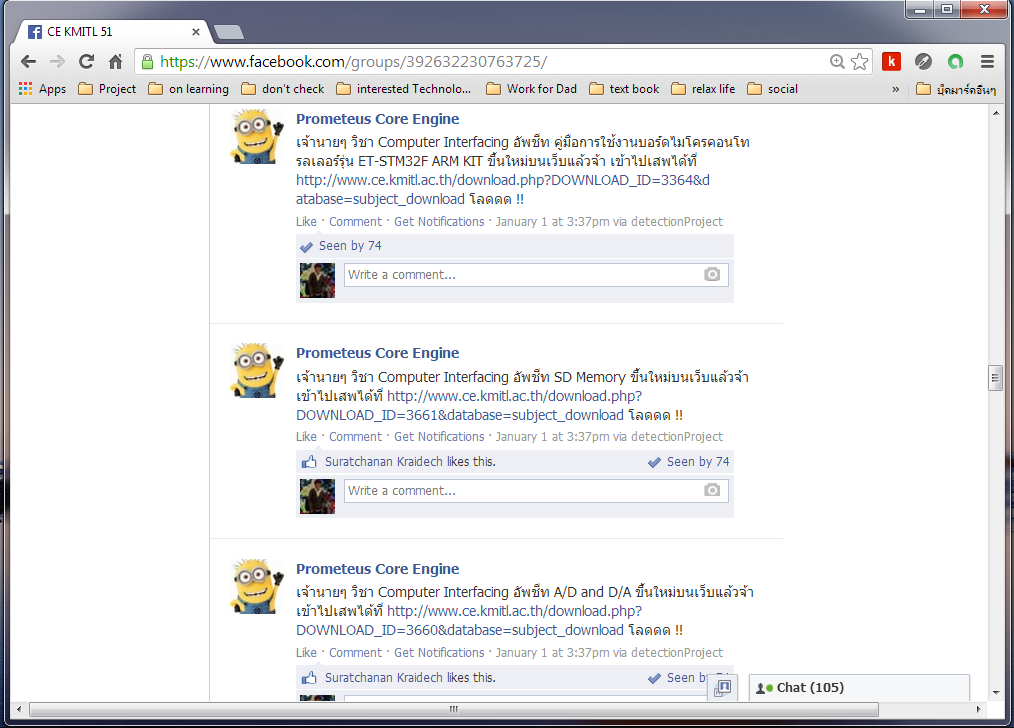 CE KMITL 51
https://www.facebook.com/groups/392632230763725/
Apps Project on learning don't check interested Technolo... Work for Dad text book relax life social » บุ๊คมาร์คอื่นๆ
Prometeus Core Engine
เจ้านายๆ วิชา Computer Interfacing อัพชีท คู่มือการใช้งานบอร์ดไมโครคอนโท
รลเลอร์รุ่น ET-STM32F ARM KIT ขึ้นใหม่บนเว็บแล้วจ้า เข้าไปเสพได้ที่
http://www.ce.kmitl.ac.th/download.php?DOWNLOAD_ID=3364&d
atabase=subject_download โลดดด !!
Like · Comment · Get Notifications · January 1 at 3:37pm via detectionProject
Seen by 74
Write a comment...
Prometeus Core Engine
เจ้านายๆ วิชา Computer Interfacing อัพชีท SD Memory ขึ้นใหม่บนเว็บแล้วจ้า
เข้าไปเสพได้ที่ http://www.ce.kmitl.ac.th/download.php?
DOWNLOAD_ID=3661&database=subject_download โลดดด !!
Like · Comment · Get Notifications · January 1 at 3:37pm via detectionProject
Suratchanan Kraidech likes this. Seen by 74
Write a comment...
Prometeus Core Engine
เจ้านายๆ วิชา Computer Interfacing อัพชีท A/D and D/A ขึ้นใหม่บนเว็บแล้วจ้า
เข้าไปเสพได้ที่ http://www.ce.kmitl.ac.th/download.php?
DOWNLOAD_ID=3660&database=subject_download โลดดด !!
Like · Comment · Get Notifications · January 1 at 3:37pm via detectionProject
Suratchanan Kraidech likes this. Seen
Chat (105)